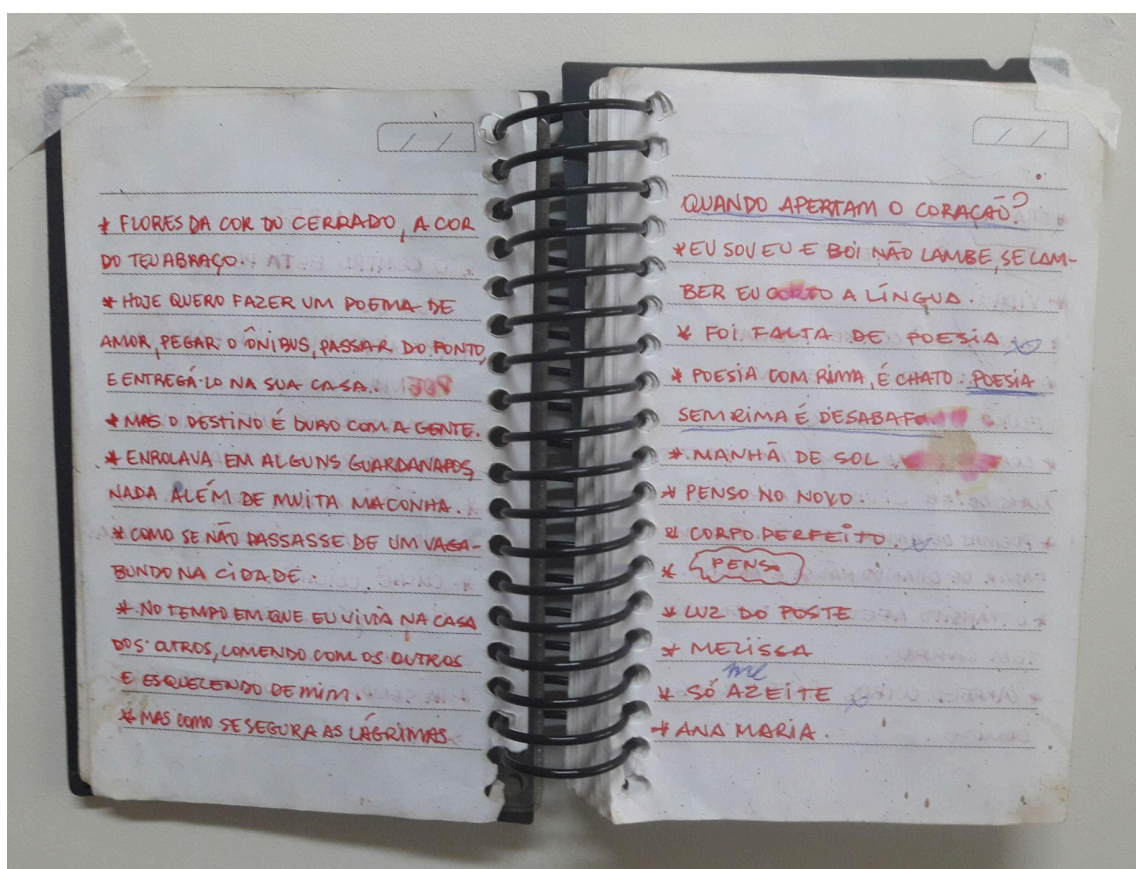 * FLORES DA COR DO CERRADO, A COR
DO TEU ABRAÇO.
* HOJE QUERO FAZER UM POEMA DE
AMOR, PEGAR O ÔNIBUS, PASSAR DO PONTO,
E ENTREGÁ-LO NA SUA CASA.
* MAS O DESTINO É DURO COM A GENTE.
* ENROLAVA EM ALGUNS GUARDANAPOS,
NADA ALÉM DE MUITA MACONHA.
* COMO SE NÃO PASSASSE DE UM VAGA-
BUNDO NA CIDADE.
* NO TEMPO EM QUE EU VIVIA NA CASA
DOS OUTROS, COMENDO COM OS OUTROS
E ESQUECENDO DE MIM.
* MAS COMO SE SEGURA AS LÁGRIMAS
QUANDO APERTAM O CORAÇÃO?
* EU SOU EU E BOI NÃO LAMBE, SE LAM-
BER EU CORTO A LÍNGUA.
* FOI FALTA DE POESIA
* POESIA COM RIMA, É CHATO. POESIA
SEM RIMA É DESABAFO
* MANHÃ DE SOL.
* PENSO NO NOVO.
* CORPO PERFEITO.
* PENSO
* LUZ DO POSTE
* MELISSA
me
* SÓ AZEITE
* ANA MARIA.